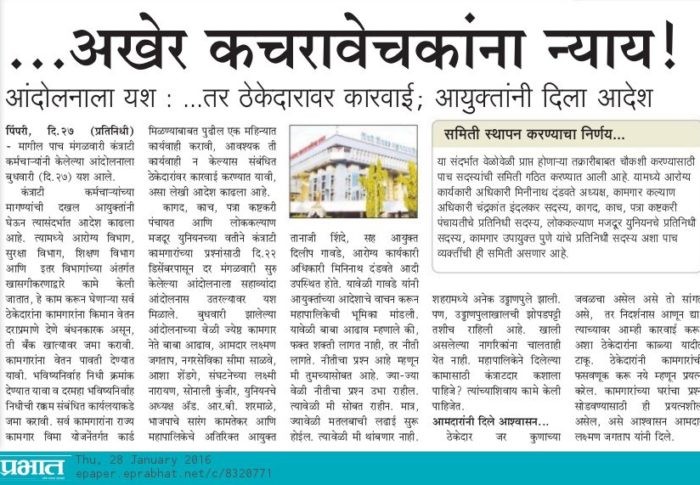 ...अखेर कचरावेचकांना न्याय!
आंदोलनाला यश : ...तर ठेकेदारावर कारवाई; आयुक्तांनी दिला आदेश
पिंपरी, दि.२७ (प्रतिनिधी)
- मागील पाच मंगळवारी कंत्राटी
कर्मचाऱ्यांनी केलेल्या आंदोलनाला
बुधवारी (दि.२७) यश आले.
कंत्राटी कर्मचाऱ्यांच्या
मागण्यांची दखल आयुक्तांनी
घेऊन त्यासंदर्भात आदेश काढला
आहे. त्यामध्ये आरोग्य विभाग,
सुरक्षा विभाग, शिक्षण विभाग
आणि इतर विभागांच्या अंतर्गत
खासगीकरणाद्वारे कामे केली
जातात, हे काम करून घेणाऱ्या सर्व
ठेकेदारांना कामगारांना किमान वेतन
दराप्रमाणे देणे बंधनकारक असून,
ती बँक खात्यावर जमा करावी.
कामगारांना वेतन पावती देण्यात
यावी. भविष्यनिर्वाह निधी क्रमांक
देण्यात यावा व दरमहा भविष्यनिर्वाह
निधीची रक्कम संबंधित कार्यालयाकडे
जमा करावी. सर्व कामगारांना राज्य
कामगार विमा योजनेंतर्गत कार्ड
मिळण्याबाबत पुढील एक महिन्यात
कार्यवाही करावी, आवश्यक ती
कार्यवाही न केल्यास संबंधित
ठेकेदारांवर कारवाई करण्यात यावी,
असा लेखी आदेश काढला आहे.
कागद, काच, पत्रा कष्टकरी
पंचायत आणि लोककल्याण
मजदूर युनियनच्या वतीने कंत्राटी
कामगारांच्या प्रश्नांसाठी दि.२२
डिसेंबरपासून दर मंगळवारी सुरु
केलेल्या आंदोलनाला सहाव्यांदा
आंदोलनास उतरल्यावर यश
मिळाले. बुधवारी झालेल्या
आंदोलनाच्या वेळी ज्येष्ठ कामगार
नेते बाबा आढाव, आमदार लक्ष्मण
जगताप, नगरसेविका सीमा साळवे,
आशा शेंडगे, संघटनेच्या लक्ष्मी
नारायण, सोनाली कुंजीर, युनियनचे
अध्यक्ष अॅड. आर.बी. शरमाळे,
भाजपाचे सारंग कामतेकर आणि
महापालिकेचे अतिरिक्त आयुक्त
तानाजी शिंदे, सह आयुक्त
दिलीप गावडे, आरोग्य कार्यकारी
अधिकारी मिनिनाथ दंडवते आदी
उपस्थित होते. यावेळी गावडे यांनी
आयुक्तांच्या आदेशाचे वाचन करून
महापालिकेची भूमिका मांडली.
यावेळी बाबा आढाव म्हणाले की,
फक्त शक्ती लागत नाही, तर नीती
लागते. नीतीचा प्रश्न आहे म्हणून
मी तुमच्यासोबत आहे. ज्या-ज्या
वेळी नीतीचा प्रश्न उभा राहील.
त्यावेळी मी सोबत राहीन. मात्र,
ज्यावेळी मतलबाची लढाई सुरु
होईल. त्यावेळी मी थांबणार नाही.
समिती स्थापन करण्याचा निर्णय...
या संदर्भात वेळोवेळी प्राप्त होणाऱ्या तक्रारीबाबत चौकशी करण्यासाठी
पाच सदस्यांची समिती गठित करण्यात आली आहे. यामध्ये आरोग्य
कार्यकारी अधिकारी मिनीनाथ दंडवते अध्यक्ष, कामगार कल्याण
अधिकारी चंद्रकांत इंदलकर सदस्य, कागद, काच, पत्रा कष्टकरी
पंचायतीचे प्रतिनिधी सदस्य, लोककल्याण मजदूर युनियनचे प्रतिनिधी
सदस्य, कामगार उपायुक्त पुणे यांचे प्रतिनिधी सदस्य अशा पाच
व्यक्तींची ही समिती असणार आहे.
शहरामध्ये अनेक उड्डाणपुले झाली.
पण, उड्डाणपुलाखालची झोपडपट्टी
तशीच राहिली आहे. खाली
असलेल्या नागरिकांना चालताही
येत नाही. महापालिकेने दिलेल्या
कामासाठी कंत्राटदार कशाला
पाहिजे? त्यांच्याशिवाय कामे केली
पाहिजेत.
आमदारांनी दिले आश्वासन...
ठेकेदार जर कुणाच्या
जवळचा असेल असे तो सांग
असे, तर निदर्शनास आणून द्या
त्याच्यावर आम्ही कारवाई करू
अशा ठेकेदारांना काळ्या यादीत
टाकू. ठेकेदारांनी कामगारांची
फसवणूक करू नये म्हणून प्रयत्न
करेल. कामगारांच्या घरांचा प्रश्न
सोडवण्यासाठी ही प्रयत्नशील
असेल, असे आश्वासन आमदार
लक्ष्मण जगताप यांनी दिले.
प्रभात
Thu, 28 January 2016
epaper.eprabhat.net/c/8320771